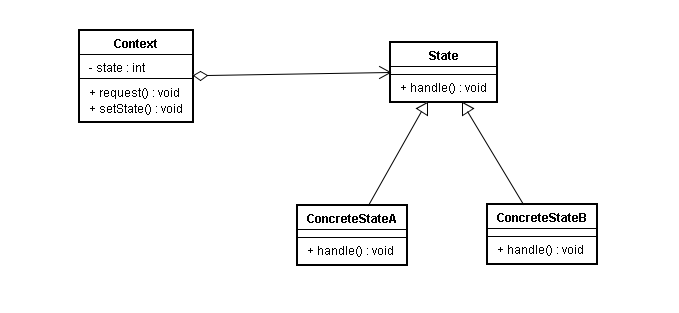 Context
- state : int
+ request() : void
+ setState() : void
State
+ handle() : void
ConcreteStateA
+ handle() : void
ConcreteStateB
+ handle() : void